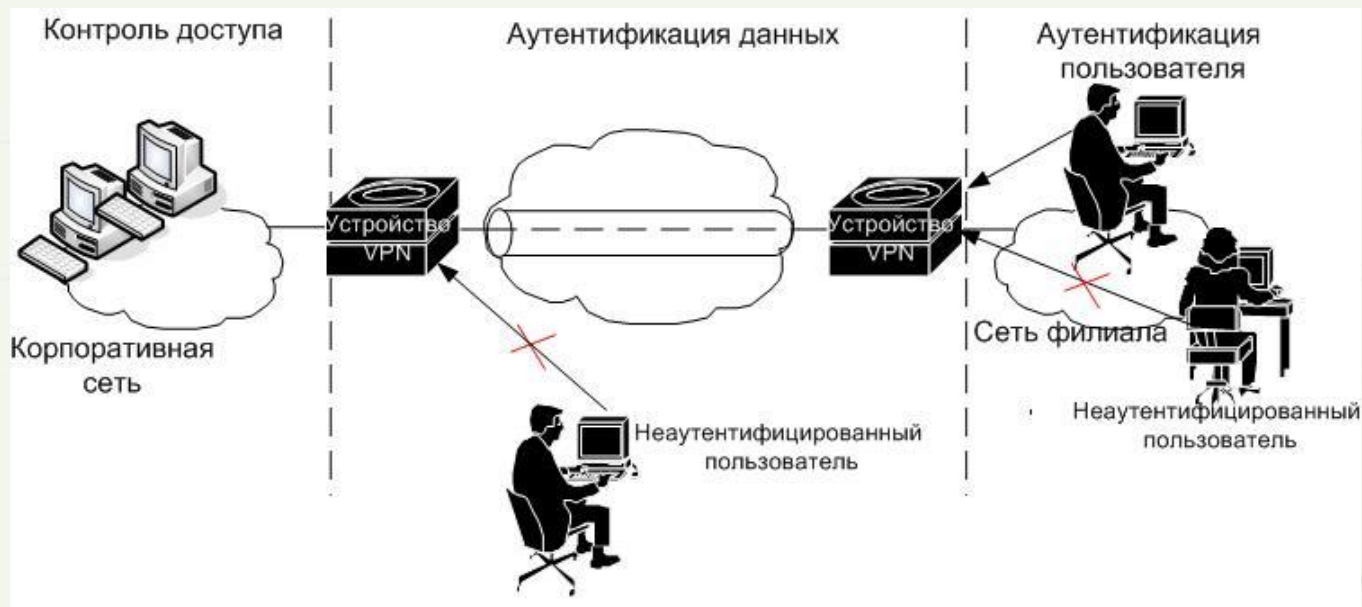 Контроль доступа
Аутентификация данных
Аутентификация
пользователя
Устройство
VPN
Устройство
VPN
Корпоративная
сеть
Сеть филиала
Неаутентифицированный
пользователь
Неаутентифицированный
пользователь